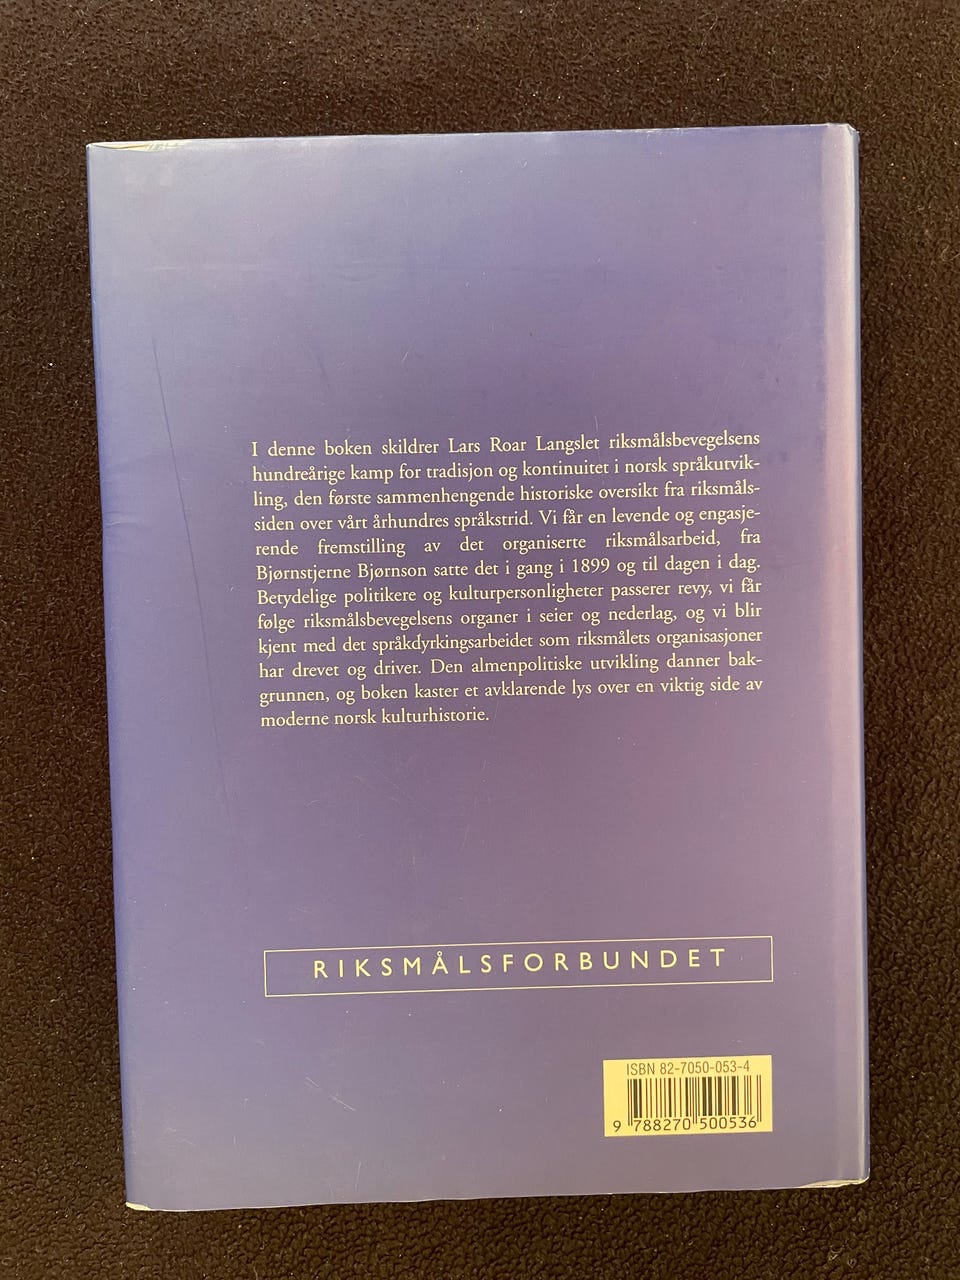 I denne boken skildrer Lars Roar Langslet riksmålsbevegelsens
hundreårige kamp for tradisjon og kontinuitet i norsk språkutvik-
ling, den første sammenhengende historiske oversikt fra riksmåls-
siden over vårt århundres språkstrid. Vi får en levende og engasje-
rende fremstilling av det organiserte riksmålsarbeid, fra
Bjørnstjerne Bjørnson satte det i gang i 1899 og til dagen i dag.
Betydelige politikere og kulturpersonligheter passerer revy, vi får
følge riksmålsbevegelsens organer i seier og nederlag, og vi blir
kjent med det språkdyrkingsarbeidet som riksmålets organisasjoner
har drevet og driver. Den almenpolitiske utvikling danner bak-
grunnen, og boken kaster et avklarende lys over en viktig side av
moderne norsk kulturhistorie.
RIKSMÅLSFORBUNDET
ISBN 82-7050-053-4
9 788270 500536